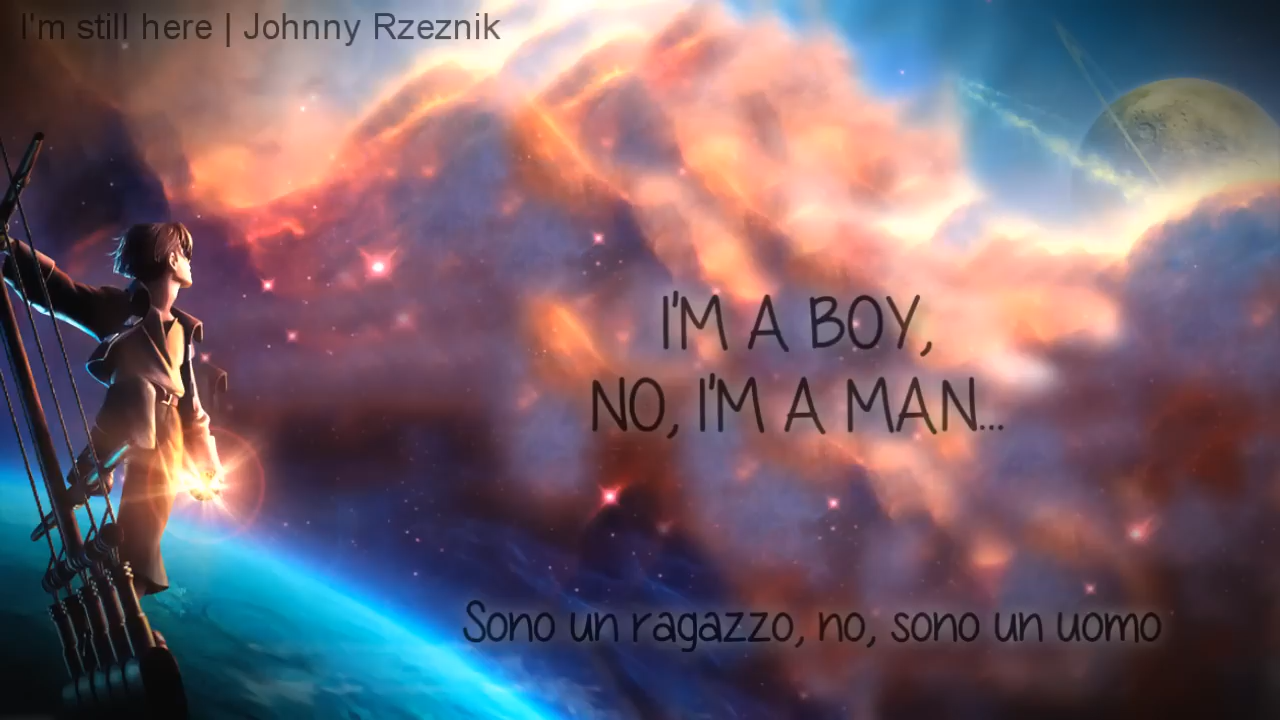 I'm still here | Johnny Rzeznik
I'M A BOY,
NO, I'M A MAN...
Sono un ragazzo, no, sono un uomo